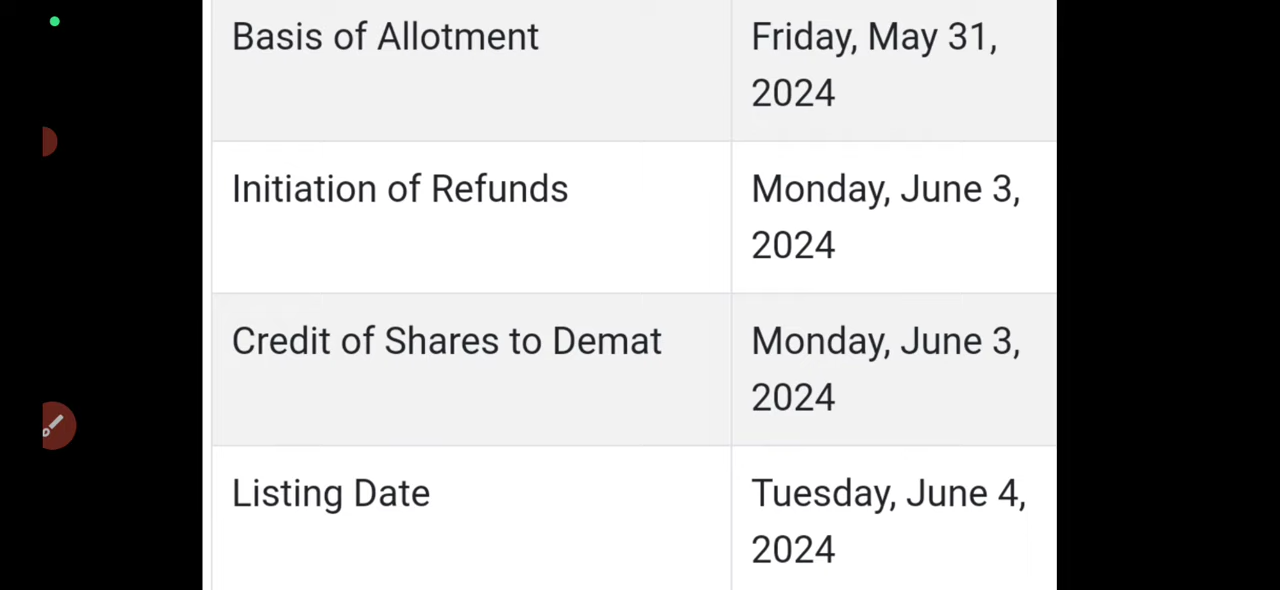 Basis of Allotment
Friday, May 31,
2024
Initiation of Refunds
Monday, June 3,
2024
Credit of Shares to Demat
Monday, June 3,
2024
Listing Date
Tuesday, June 4,
2024